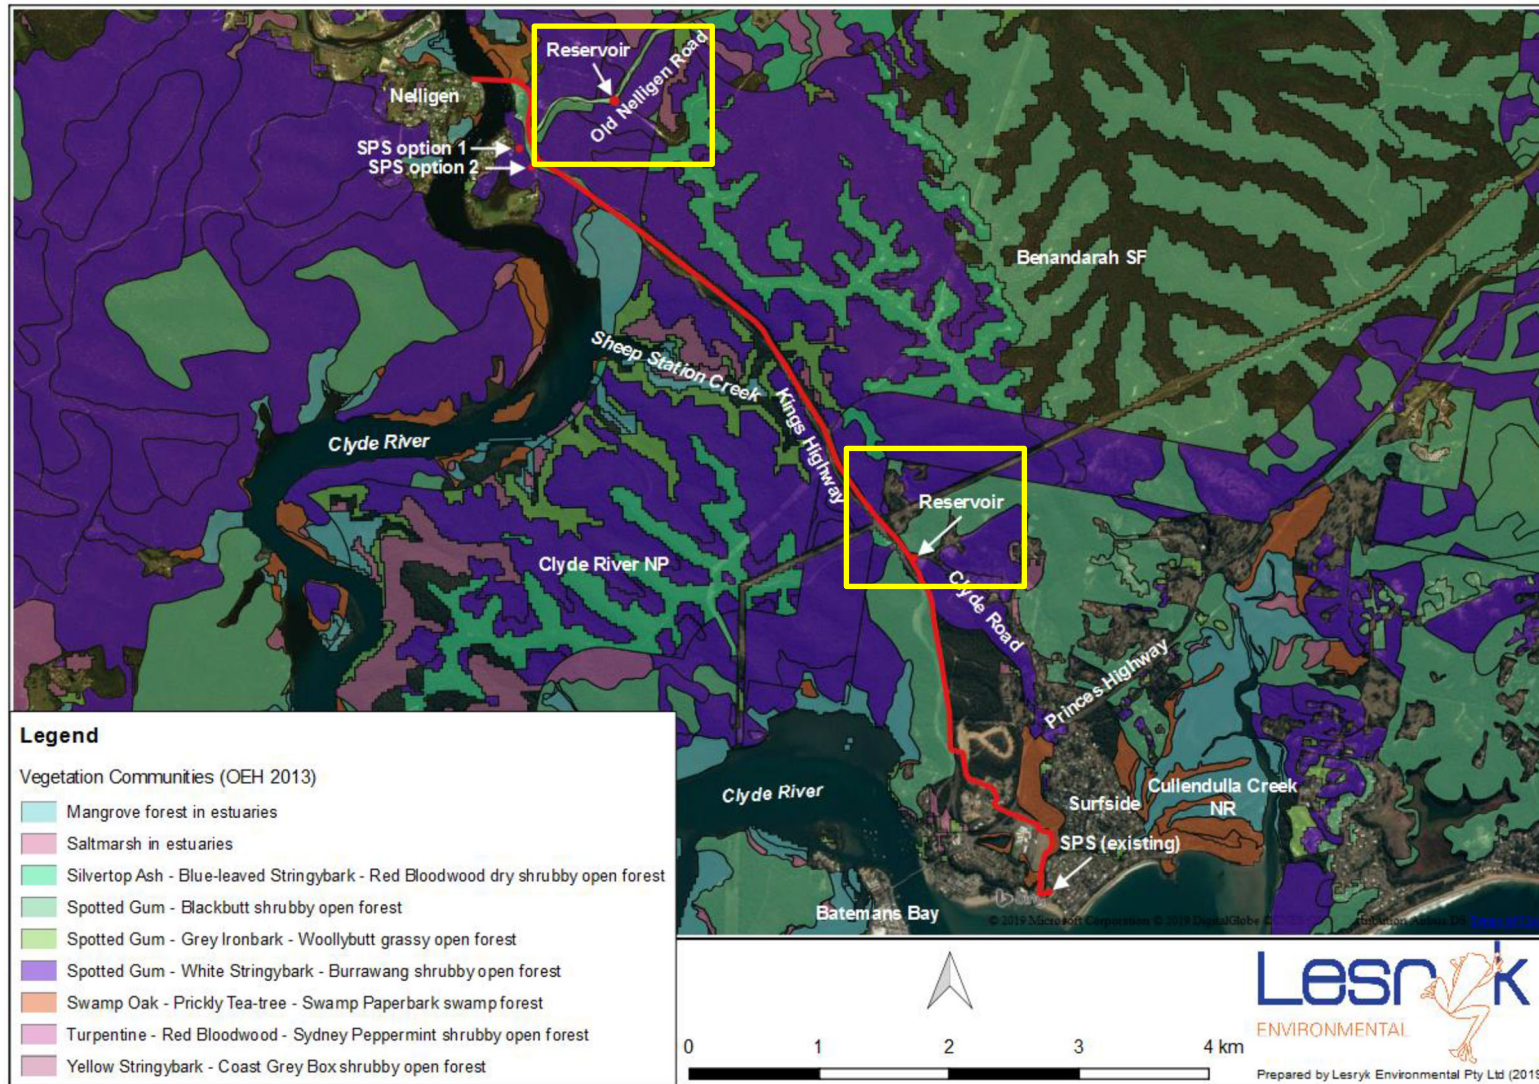 Reservoir
Old Nelligen Road
Nelligen
SPS option 1
SPS option 2
Benandarah SF
Sheep Station Creek
Kings Highway
Clyde River
Reservoir
Clyde River NP
Clyde Road
Princes Highway
Clyde River
Surfside
Cullendulla Creek
NR
SPS (existing)
Batemans Bay
© 2019 Microsoft Corporation © 2019 DigitalGlobe
Legend
Vegetation Communities (OEH 2013)
Mangrove forest in estuaries
Saltmarsh in estuaries
Silvertop Ash - Blue-leaved Stringybark - Red Bloodwood dry shrubby open forest
Spotted Gum - Blackbutt shrubby open forest
Spotted Gum - Grey Ironbark - Woollybutt grassy open forest
Spotted Gum - White Stringybark - Burrawang shrubby open forest
Swamp Oak - Prickly Tea-tree - Swamp Paperbark swamp forest
Turpentine - Red Bloodwood - Sydney Peppermint shrubby open forest
Yellow Stringybark - Coast Grey Box shrubby open forest
0 1 2 3 4 km
Lesryk
ENVIRONMENTAL
Prepared by Lesryk Environmental Pty Ltd